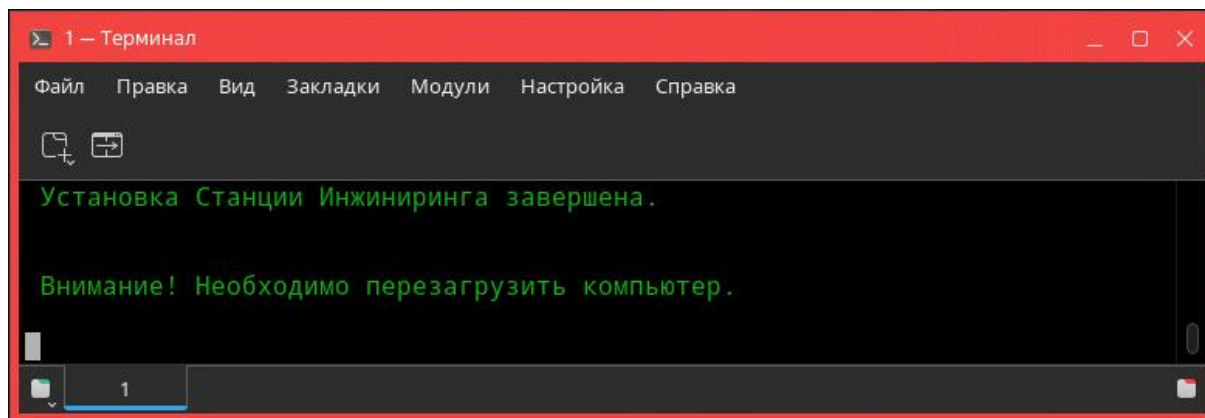 1 — Терминал
Файл Правка Вид Закладки Модули Настройка Справка
Установка Станции Инжиниринга завершена.
Внимание! Необходимо перезагрузить компьютер.
1